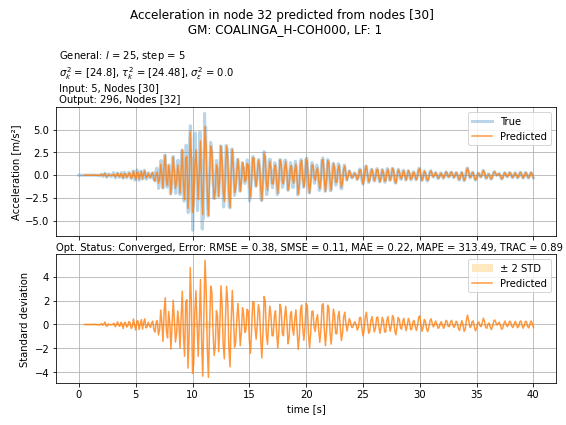 Acceleration in node 32 predicted from nodes [30]
GM: COALINGA_H-COH000, LF: 1
General: l = 25, step = 5
σ²ₖ = [24.8], τ²ₖ = [24.48], σ²ε = 0.0
Input: 5, Nodes [30]
Output: 296, Nodes [32]
Acceleration [m/s²]
5.0
2.5
0.0
−2.5
−5.0
True
Predicted
Opt. Status: Converged, Error: RMSE = 0.38, SMSE = 0.11, MAE = 0.22, MAPE = 313.49, TRAC = 0.89
Standard deviation
4
2
0
−2
−4
± 2 STD
Predicted
0 5 10 15 20 25 30 35 40
time [s]